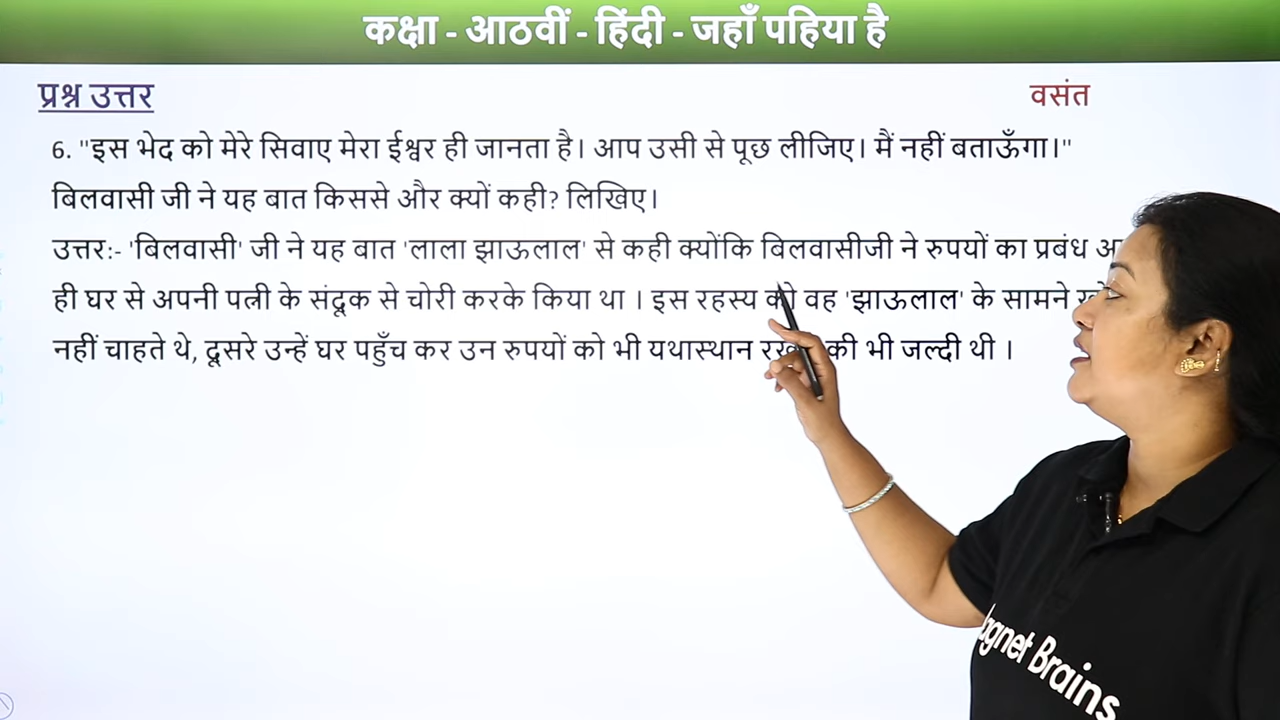 कक्षा - आठवीं - हिंदी - जहाँ पहिया है
प्रश्न उत्तर
वसंत
6. "इस भेद को मेरे सिवाए मेरा ईश्वर ही जानता है। आप उसी से पूछ लीजिए। मैं नहीं बताऊँगा।"
बिलवासी जी ने यह बात किससे और क्यों कही? लिखिए।
उत्तर:- 'बिलवासी' जी ने यह बात 'लाला झाऊलाल' से कही क्योंकि बिलवासीजी ने रुपयों का प्रबंध
ही घर से अपनी पत्नी के संदूक से चोरी करके किया था । इस रहस्य को वह 'झाऊलाल' के सामने
नहीं चाहते थे, दूसरे उन्हें घर पहुँच कर उन रुपयों को भी यथास्थान की भी जल्दी थी ।
agnet Brains